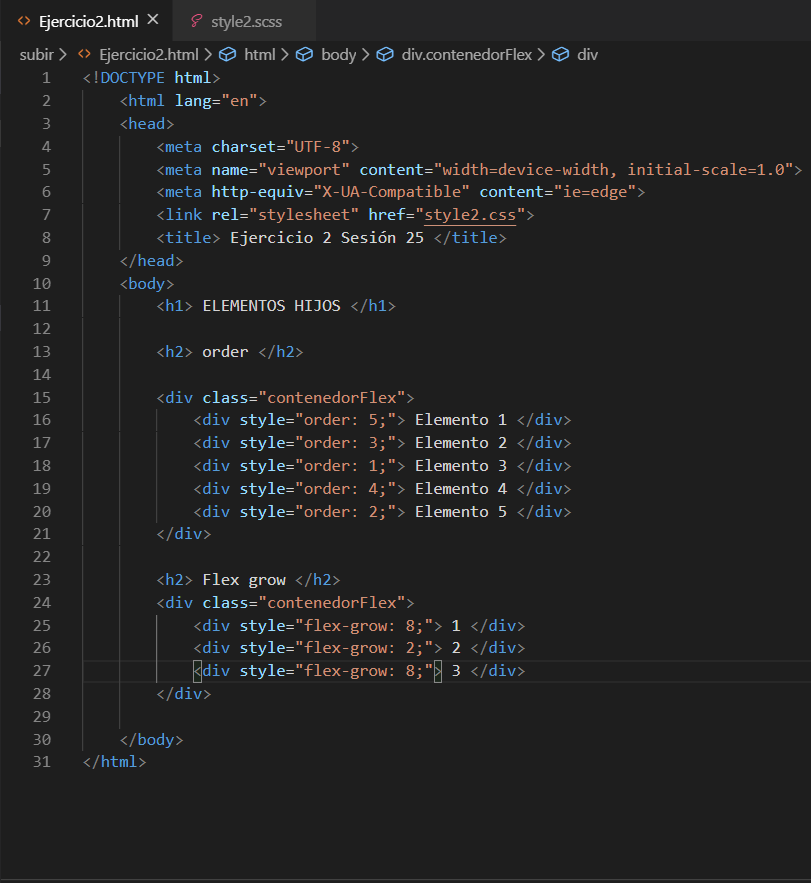 Ejercicio2.html ✕ style2.scss
subir > Ejercicio2.html > html > body > div.contenedorFlex > div
1 <!DOCTYPE html>
2 <html lang="en">
3 <head>
4 <meta charset="UTF-8">
5 <meta name="viewport" content="width=device-width, initial-scale=1.0">
6 <meta http-equiv="X-UA-Compatible" content="ie=edge">
7 <link rel="stylesheet" href="style2.css">
8 <title> Ejercicio 2 Sesión 25 </title>
9 </head>
10 <body>
11 <h1> ELEMENTOS HIJOS </h1>
12
13 <h2> order </h2>
14
15 <div class="contenedorFlex">
16 <div style="order: 5;"> Elemento 1 </div>
17 <div style="order: 3;"> Elemento 2 </div>
18 <div style="order: 1;"> Elemento 3 </div>
19 <div style="order: 4;"> Elemento 4 </div>
20 <div style="order: 2;"> Elemento 5 </div>
21 </div>
22
23 <h2> Flex grow </h2>
24 <div class="contenedorFlex">
25 <div style="flex-grow: 8;"> 1 </div>
26 <div style="flex-grow: 2;"> 2 </div>
27 <div style="flex-grow: 8;"> 3 </div>
28 </div>
29
30 </body>
31 </html>